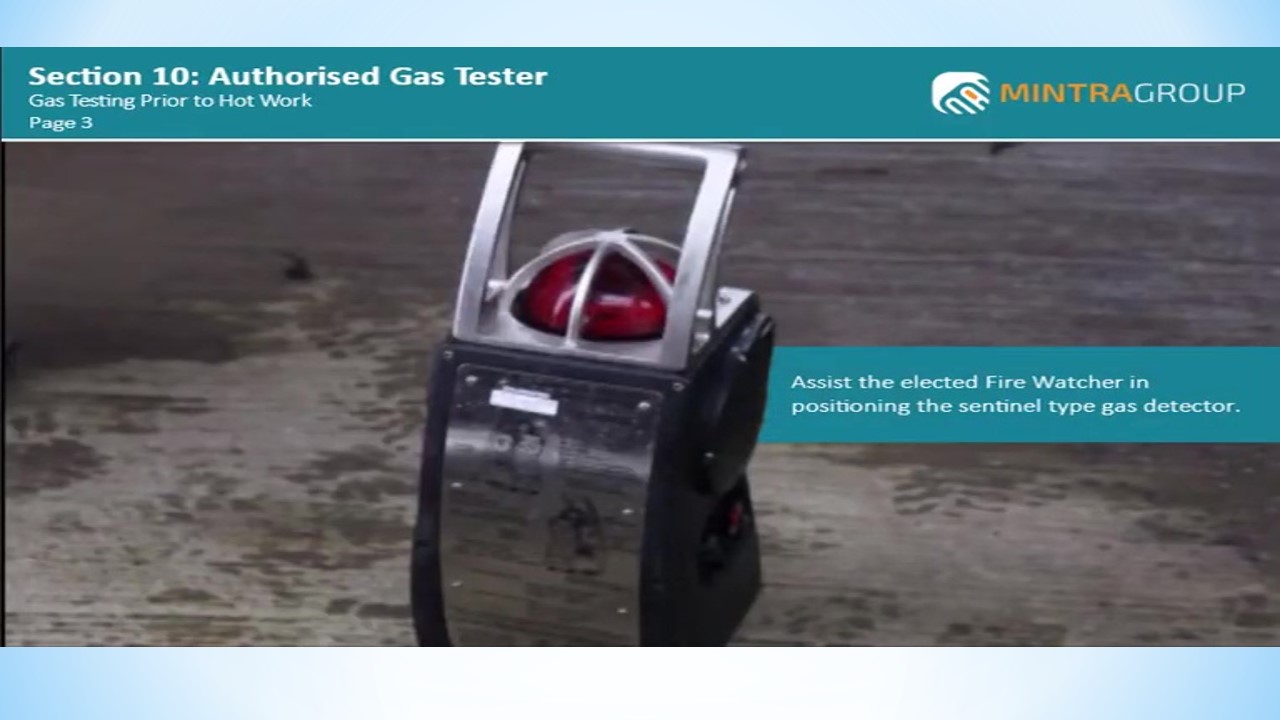 Section 10: Authorised Gas Tester
Gas Testing Prior to Hot Work
Page 3
MINTRAGROUP
Assist the elected Fire Watcher in
positioning the sentinel type gas detector.